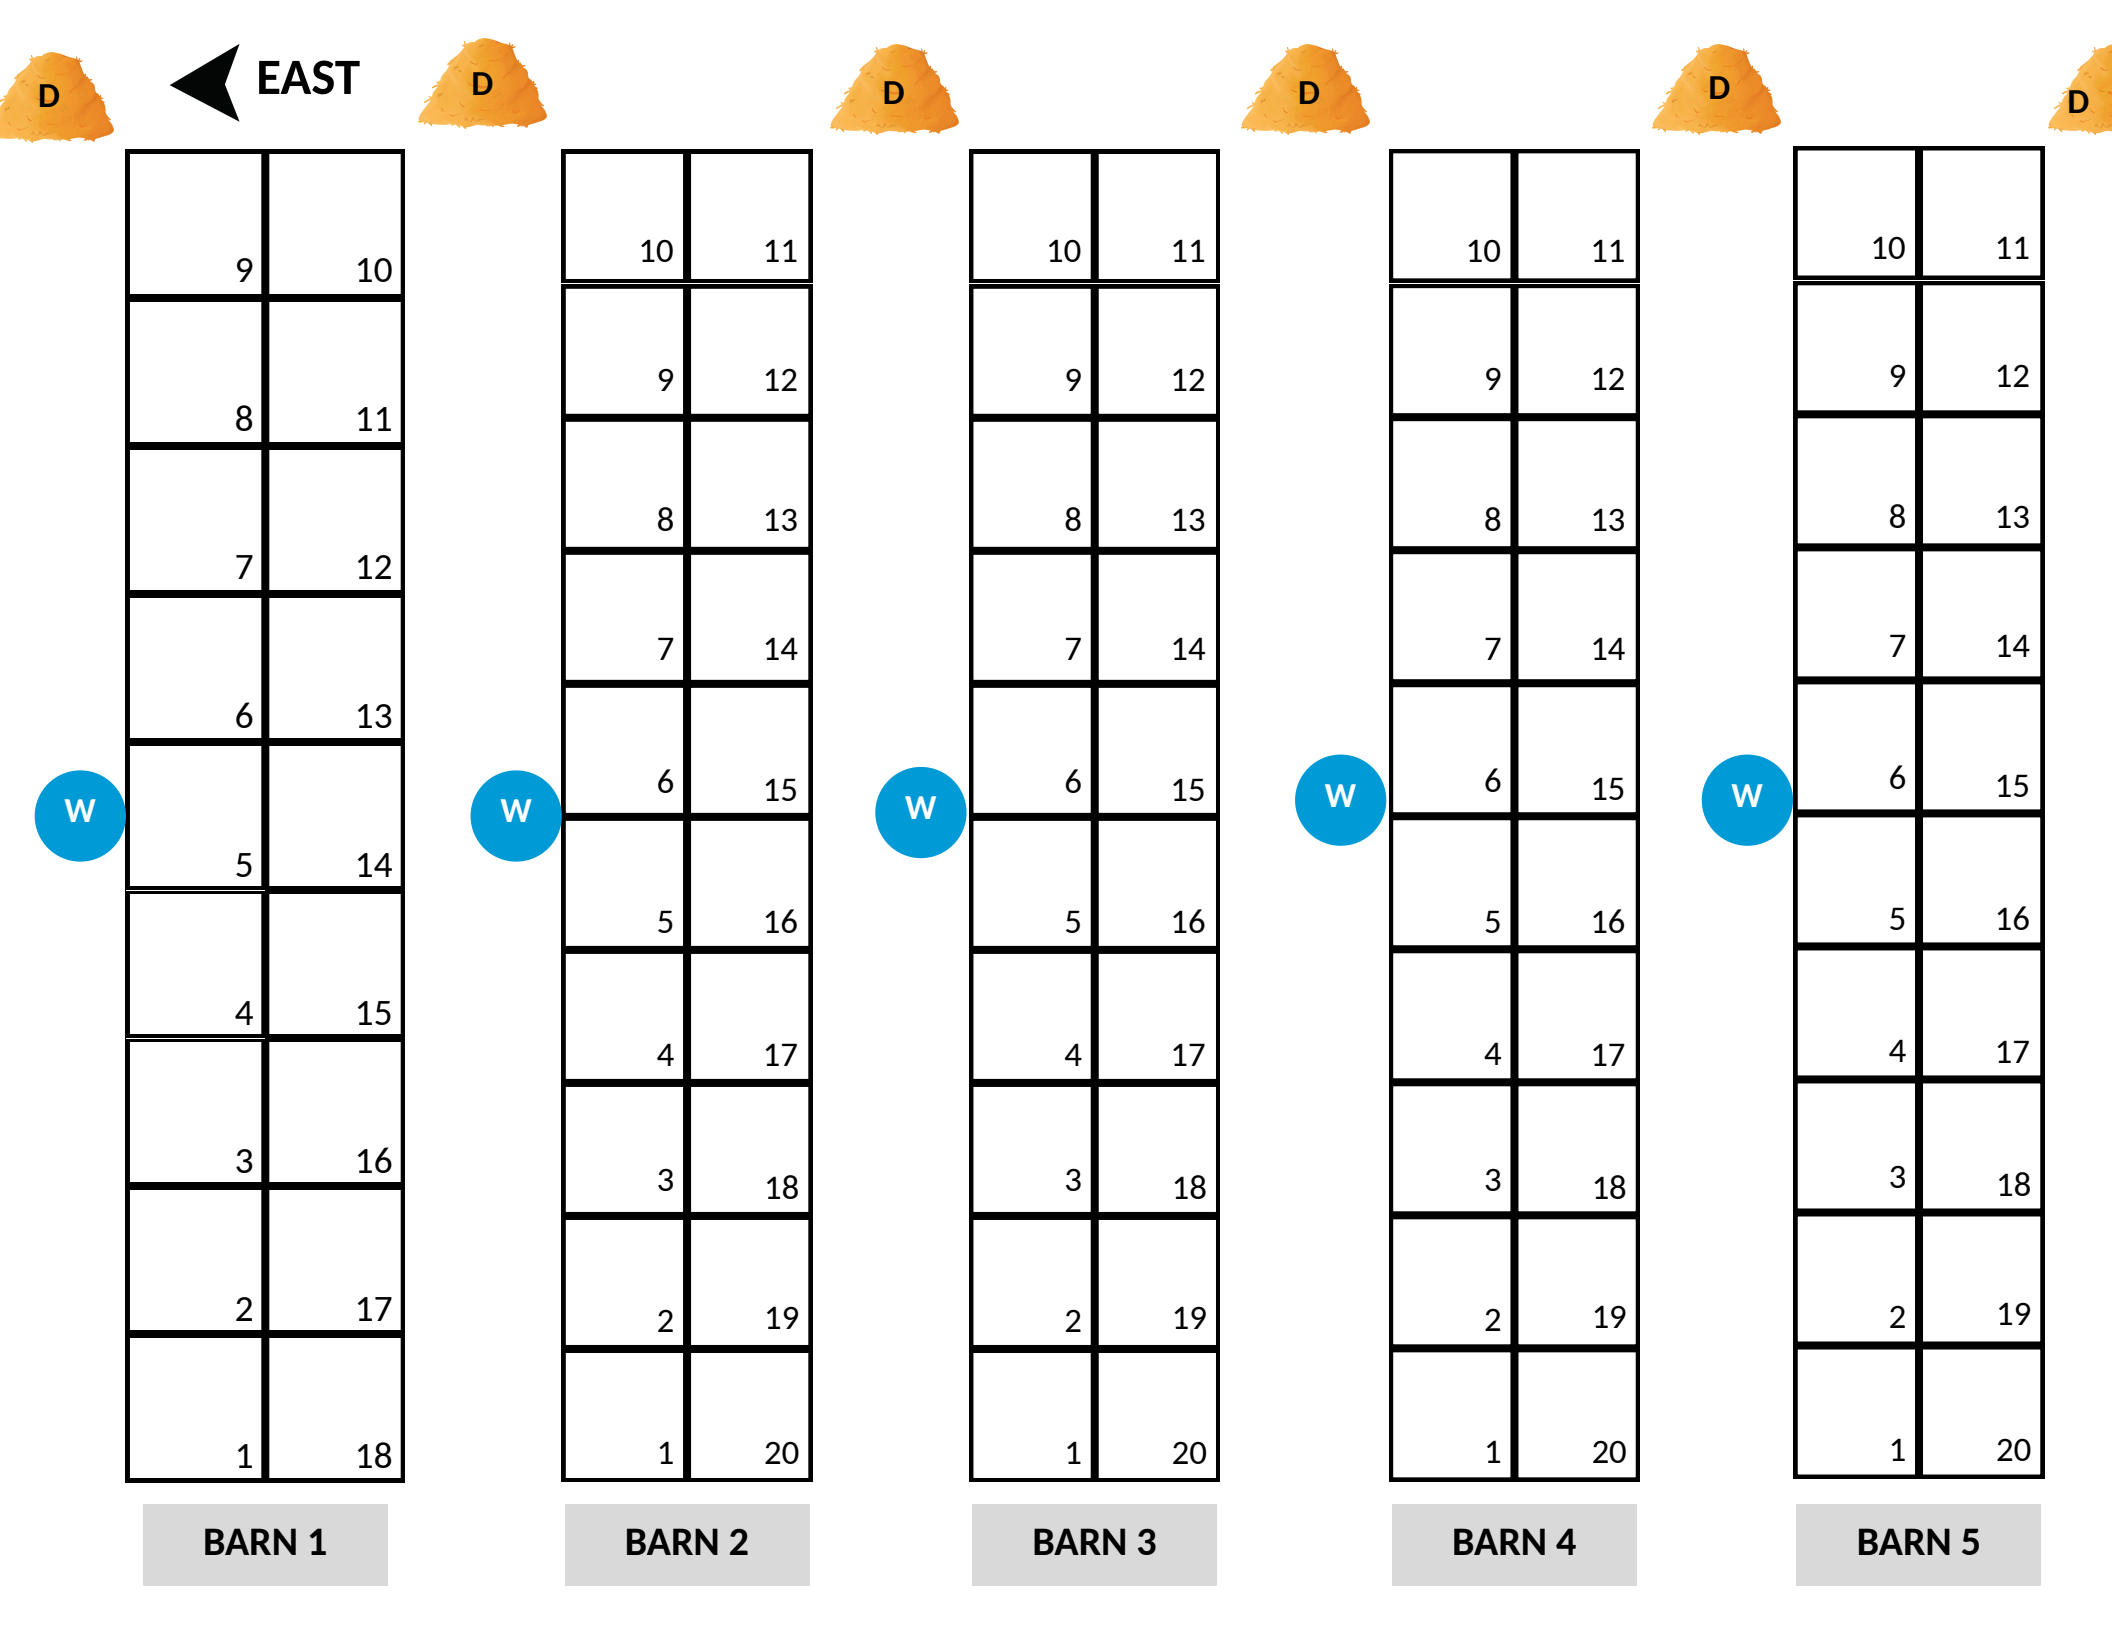 D EAST D D D D D
9 10 10 11 10 11 10 11 10 11
8 11 9 12 9 12 9 12 9 12
7 12 8 13 8 13 8 13 8 13
6 13 7 14 7 14 7 14 7 14
W 5 14 W 6 15 W 6 15 W 6 15 W 6 15
4 15 5 16 5 16 5 16 5 16
3 16 4 17 4 17 4 17 4 17
2 17 3 18 3 18 3 18 3 18
1 18 2 19 2 19 2 19 2 19
1 20 1 20 1 20 1 20
BARN 1 BARN 2 BARN 3 BARN 4 BARN 5